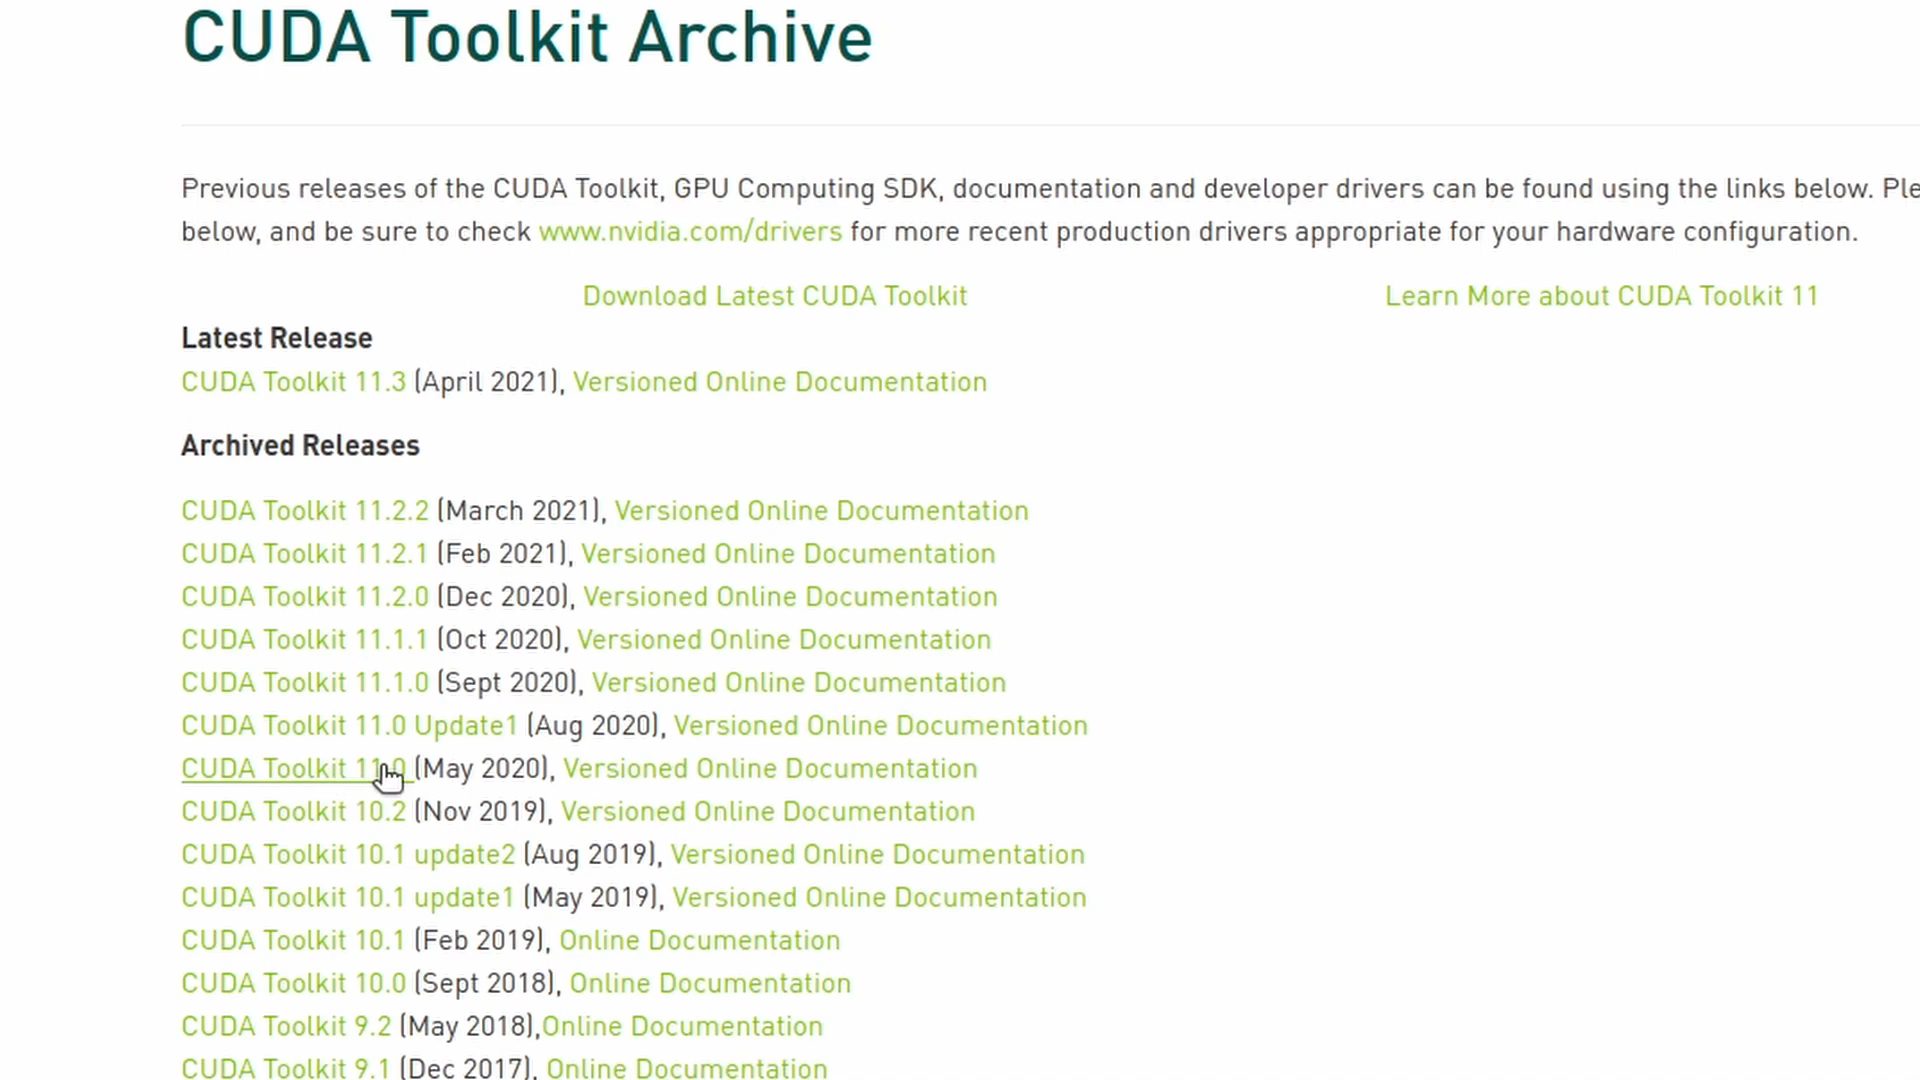 CUDA Toolkit Archive
Previous releases of the CUDA Toolkit, GPU Computing SDK, documentation and developer drivers can be found using the links below.
below, and be sure to check www.nvidia.com/drivers for more recent production drivers appropriate for your hardware configuration.
Download Latest CUDA Toolkit Learn More about CUDA Toolkit 11
Latest Release
CUDA Toolkit 11.3 (April 2021), Versioned Online Documentation
Archived Releases
CUDA Toolkit 11.2.2 (March 2021), Versioned Online Documentation
CUDA Toolkit 11.2.1 (Feb 2021), Versioned Online Documentation
CUDA Toolkit 11.2.0 (Dec 2020), Versioned Online Documentation
CUDA Toolkit 11.1.1 (Oct 2020), Versioned Online Documentation
CUDA Toolkit 11.1.0 (Sept 2020), Versioned Online Documentation
CUDA Toolkit 11.0 Update1 (Aug 2020), Versioned Online Documentation
CUDA Toolkit 11.0 (May 2020), Versioned Online Documentation
CUDA Toolkit 10.2 (Nov 2019), Versioned Online Documentation
CUDA Toolkit 10.1 update2 (Aug 2019), Versioned Online Documentation
CUDA Toolkit 10.1 update1 (May 2019), Versioned Online Documentation
CUDA Toolkit 10.1 (Feb 2019), Online Documentation
CUDA Toolkit 10.0 (Sept 2018), Online Documentation
CUDA Toolkit 9.2 (May 2018),Online Documentation
CUDA Toolkit 9.1 (Dec 2017), Online Documentation